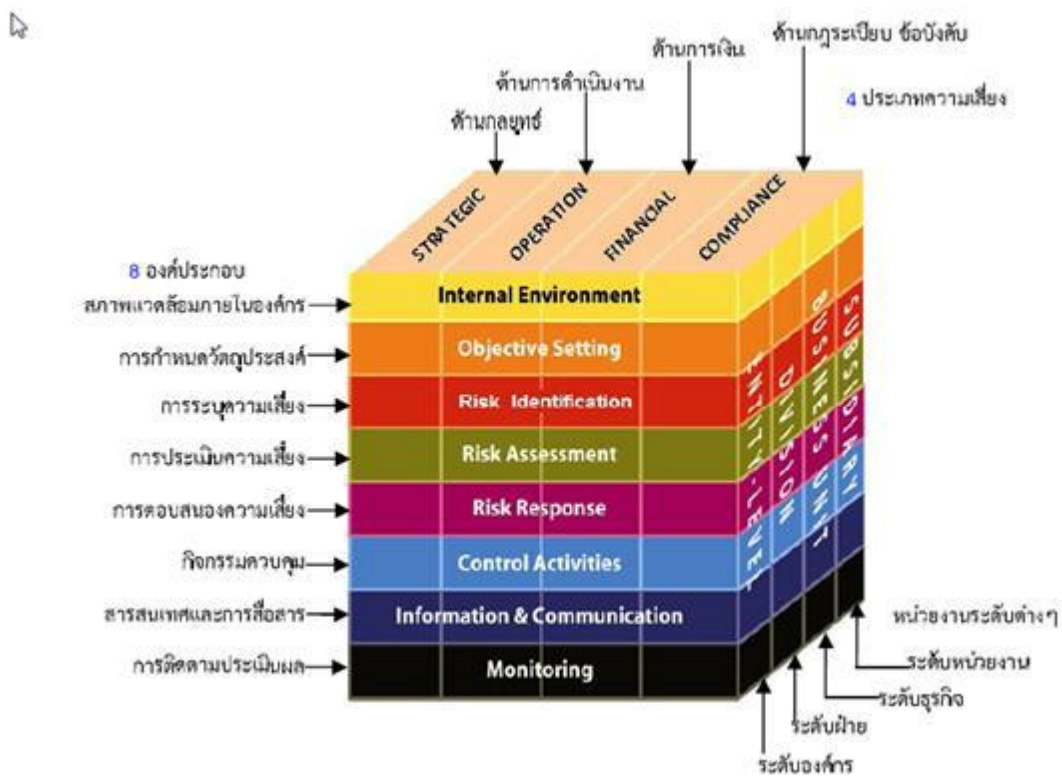 ด้านกฎระเบียบ ข้อบังคับ
ด้านการเงิน
ด้านการดำเนินงาน
ด้านกลยุทธ์
4 ประเภทความเสี่ยง
STRATEGIC
OPERATION
FINANCIAL
COMPLIANCE
8 องค์ประกอบ
สภาพแวดล้อมภายในองค์กร
Internal Environment
การกำหนดวัตถุประสงค์
Objective Setting
การระบุความเสี่ยง
Risk Identification
การประเมินความเสี่ยง
Risk Assessment
การตอบสนองความเสี่ยง
Risk Response
กิจกรรมควบคุม
Control Activities
สารสนเทศและการสื่อสาร
Information & Communication
การติดตามประเมินผล
Monitoring
ENTITY-LEVEL
DIVISION
BUSINESS UNIT
SUBSIDIARY
หน่วยงานระดับต่างๆ
ระดับหน่วยงาน
ระดับธุรกิจ
ระดับฝ่าย
ระดับองค์กร